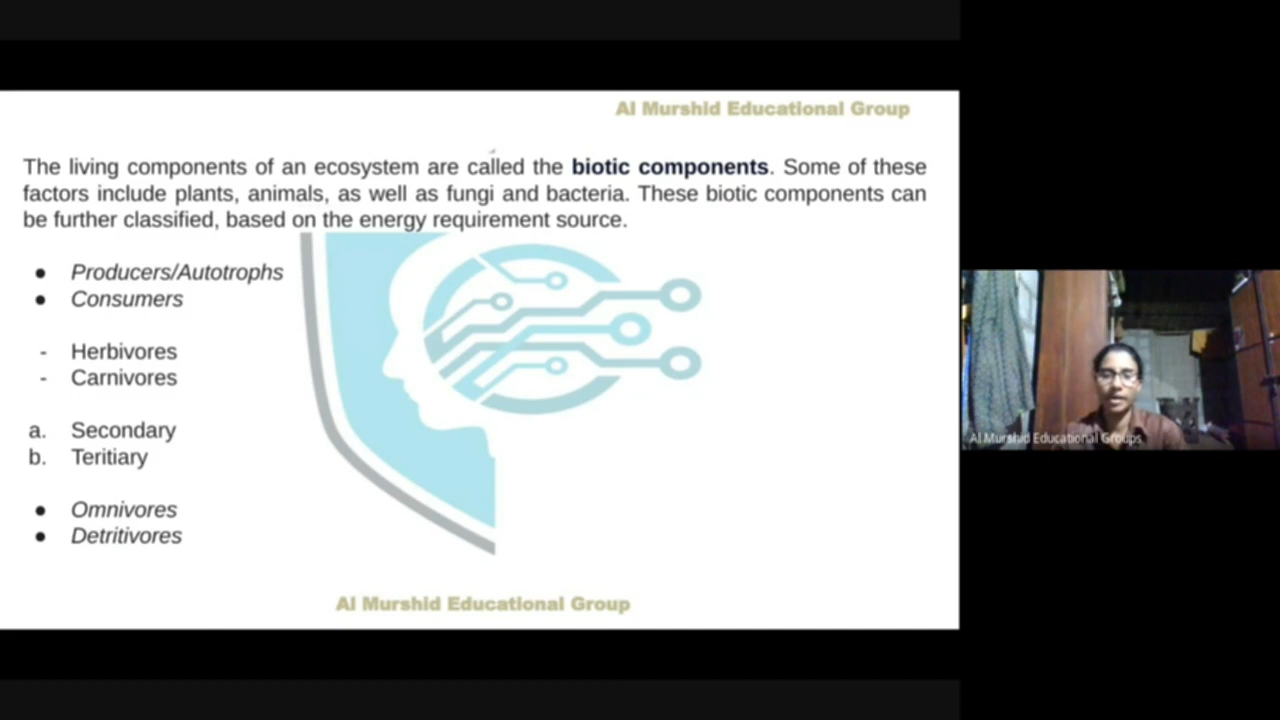 Al Murshid Educational Group
The living components of an ecosystem are called the biotic components. Some of these
factors include plants, animals, as well as fungi and bacteria. These biotic components can
be further classified, based on the energy requirement source.
● Producers/Autotrophs
● Consumers
- Herbivores
- Carnivores
a. Secondary
b. Teritiary
● Omnivores
● Detritivores
Al Murshid Educational Group
Al Murshid Educational Groups